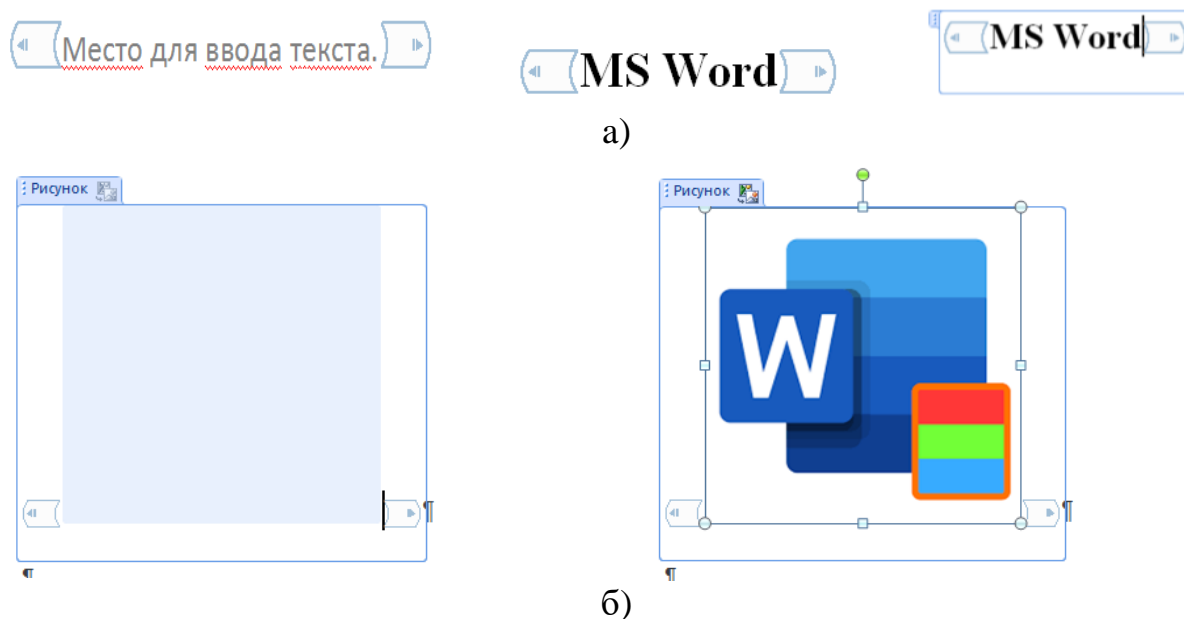 Место для ввода текста.
MS Word
MS Word
а)
Рисунок
Рисунок
W
¶
¶
¶
¶
б)